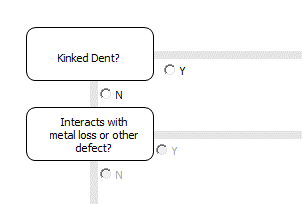 Kinked Dent?
Y
N
Interacts with
metal loss or other
defect?
Y
N